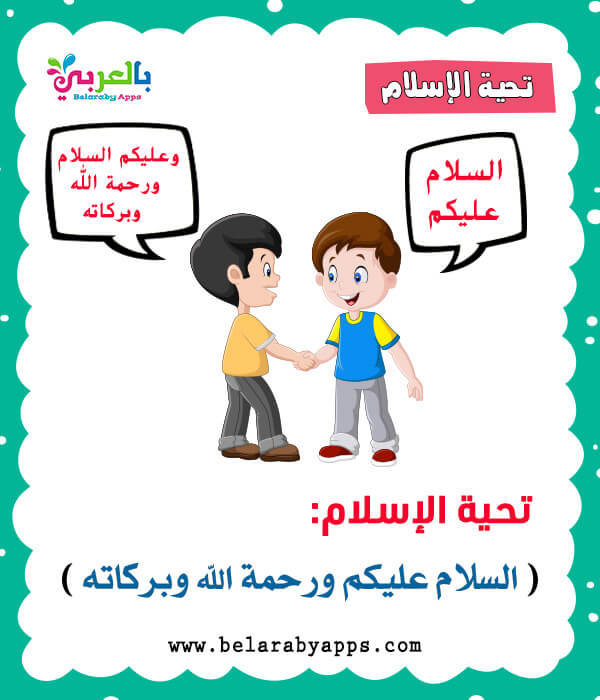 بالعربي
Belaraby Apps
تحية الإسلام
السلام
عليكم
وعليكم السلام
ورحمة الله
وبركاته
تحية الإسلام:
( السلام عليكم ورحمة الله وبركاته )
www.belarabyapps.com